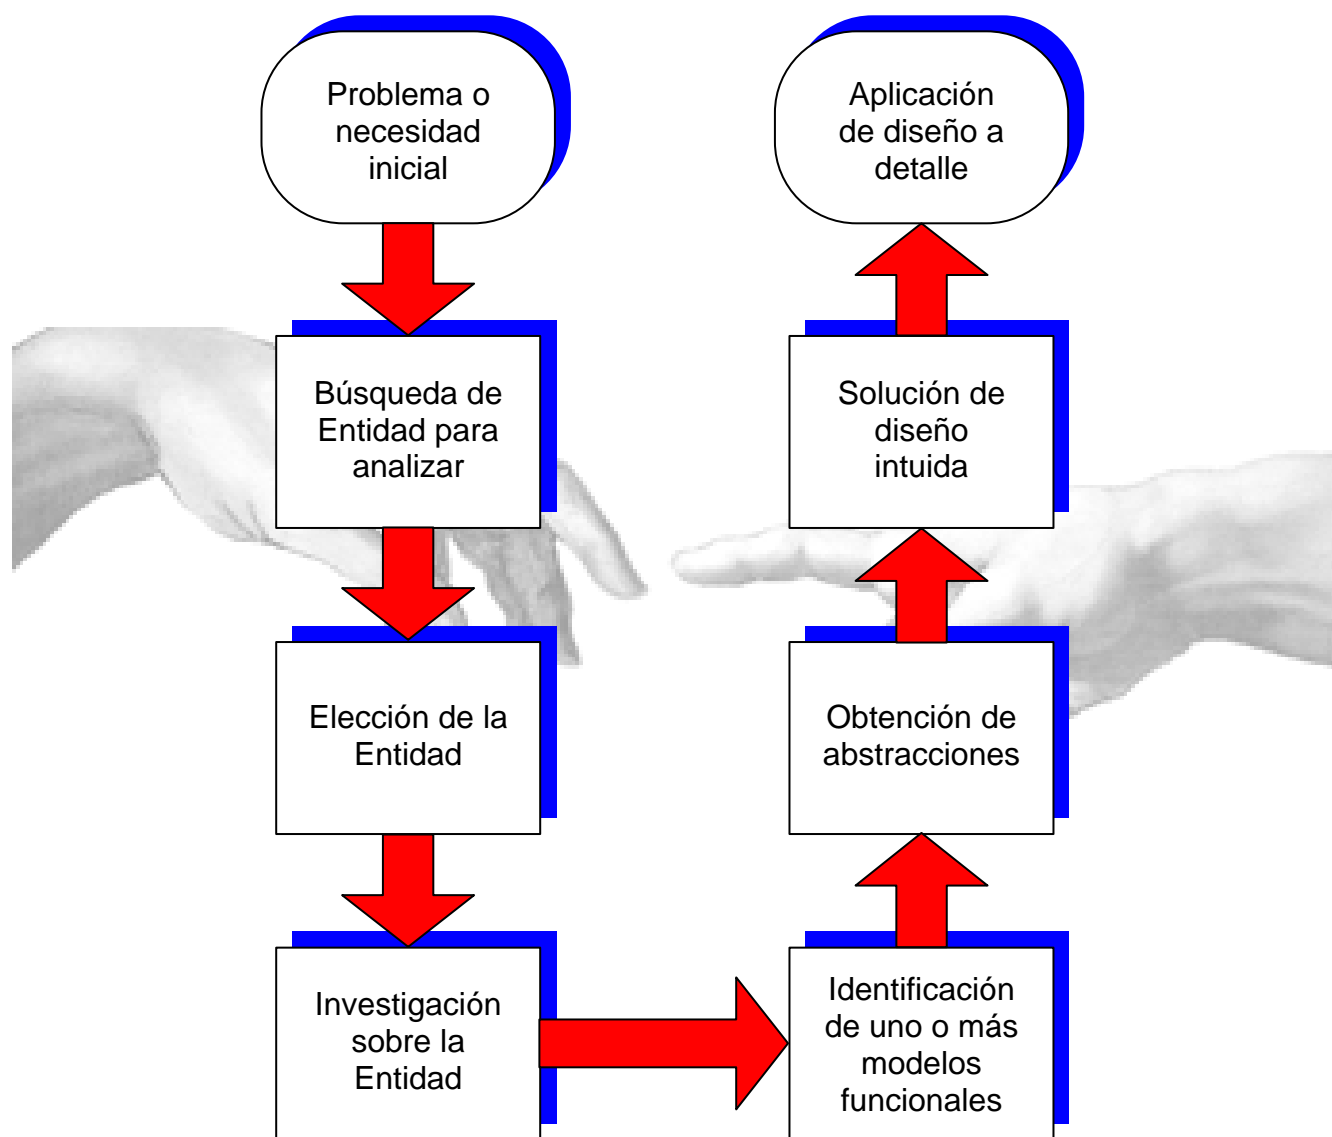 Problema o
necesidad
inicial
Búsqueda de
Entidad para
analizar
Elección de la
Entidad
Investigación
sobre la
Entidad
Identificación
de uno o más
modelos
funcionales
Obtención de
abstracciones
Solución de
diseño
intuida
Aplicación
de diseño a
detalle